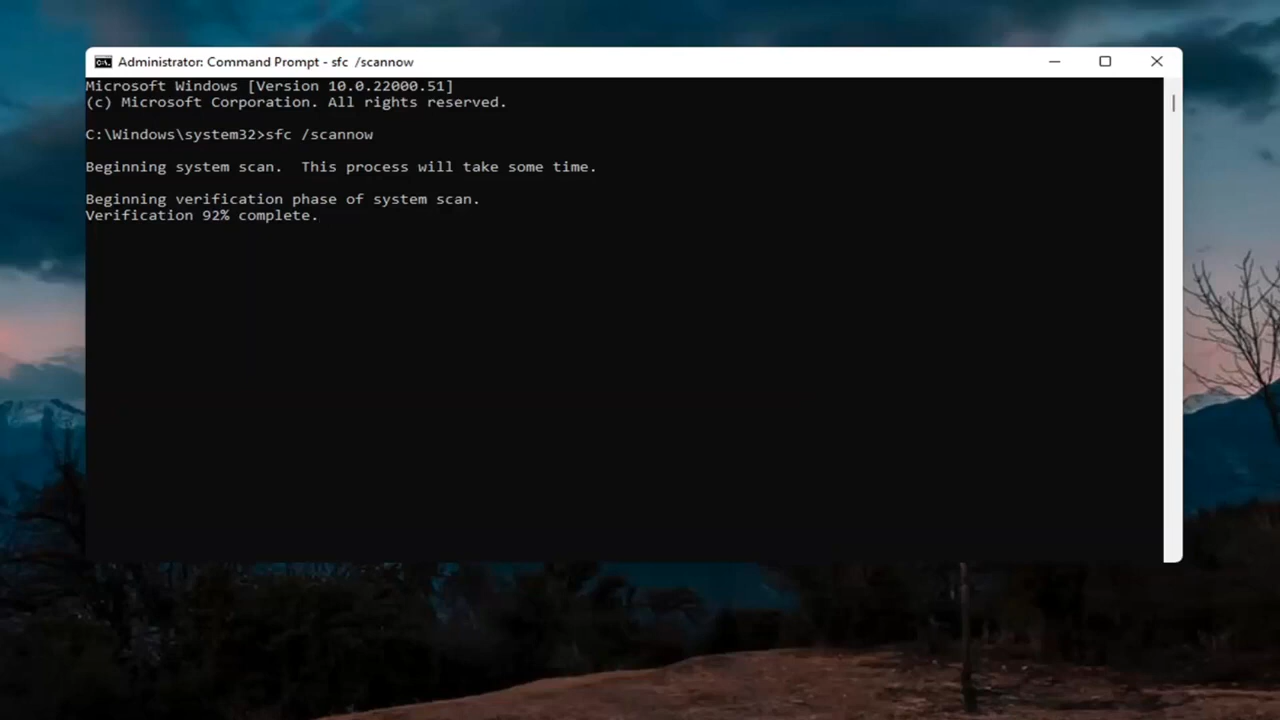 Administrator: Command Prompt - sfc  /scannow
Microsoft Windows [Version 10.0.22000.51]
(c) Microsoft Corporation. All rights reserved.
C:\Windows\system32>sfc /scannow
Beginning system scan.  This process will take some time.
Beginning verification phase of system scan.
Verification 92% complete.